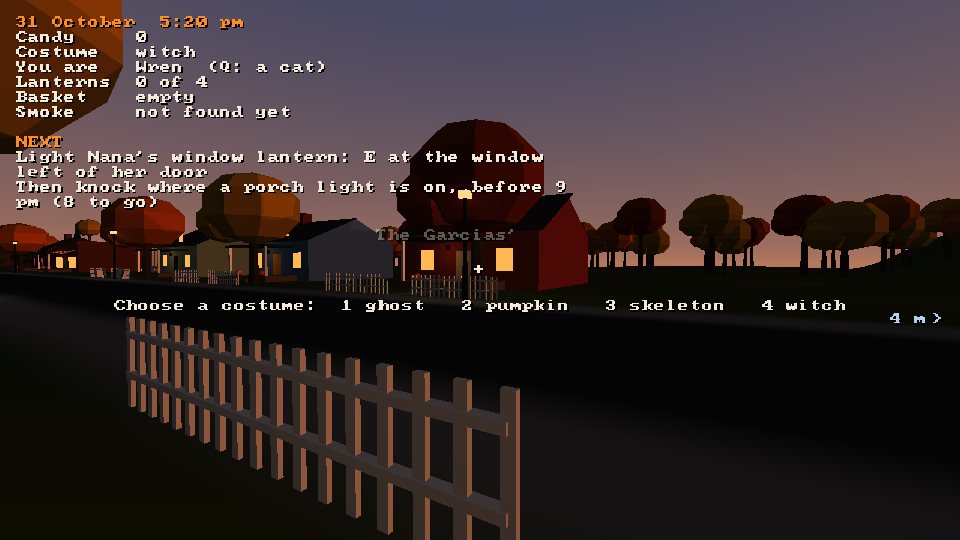 31 October  5:20 pm
Candy 0
Costume witch
You are Wren (Q: a cat)
Lanterns 0 of 4
Basket empty
Smoke not found yet
NEXT
Light Nana's window lantern: E at the window
left of her door
Then knock where a porch light is on, before 9
pm (8 to go)
The Garcias'
Choose a costume: 1 ghost 2 pumpkin 3 skeleton 4 witch
4 m >